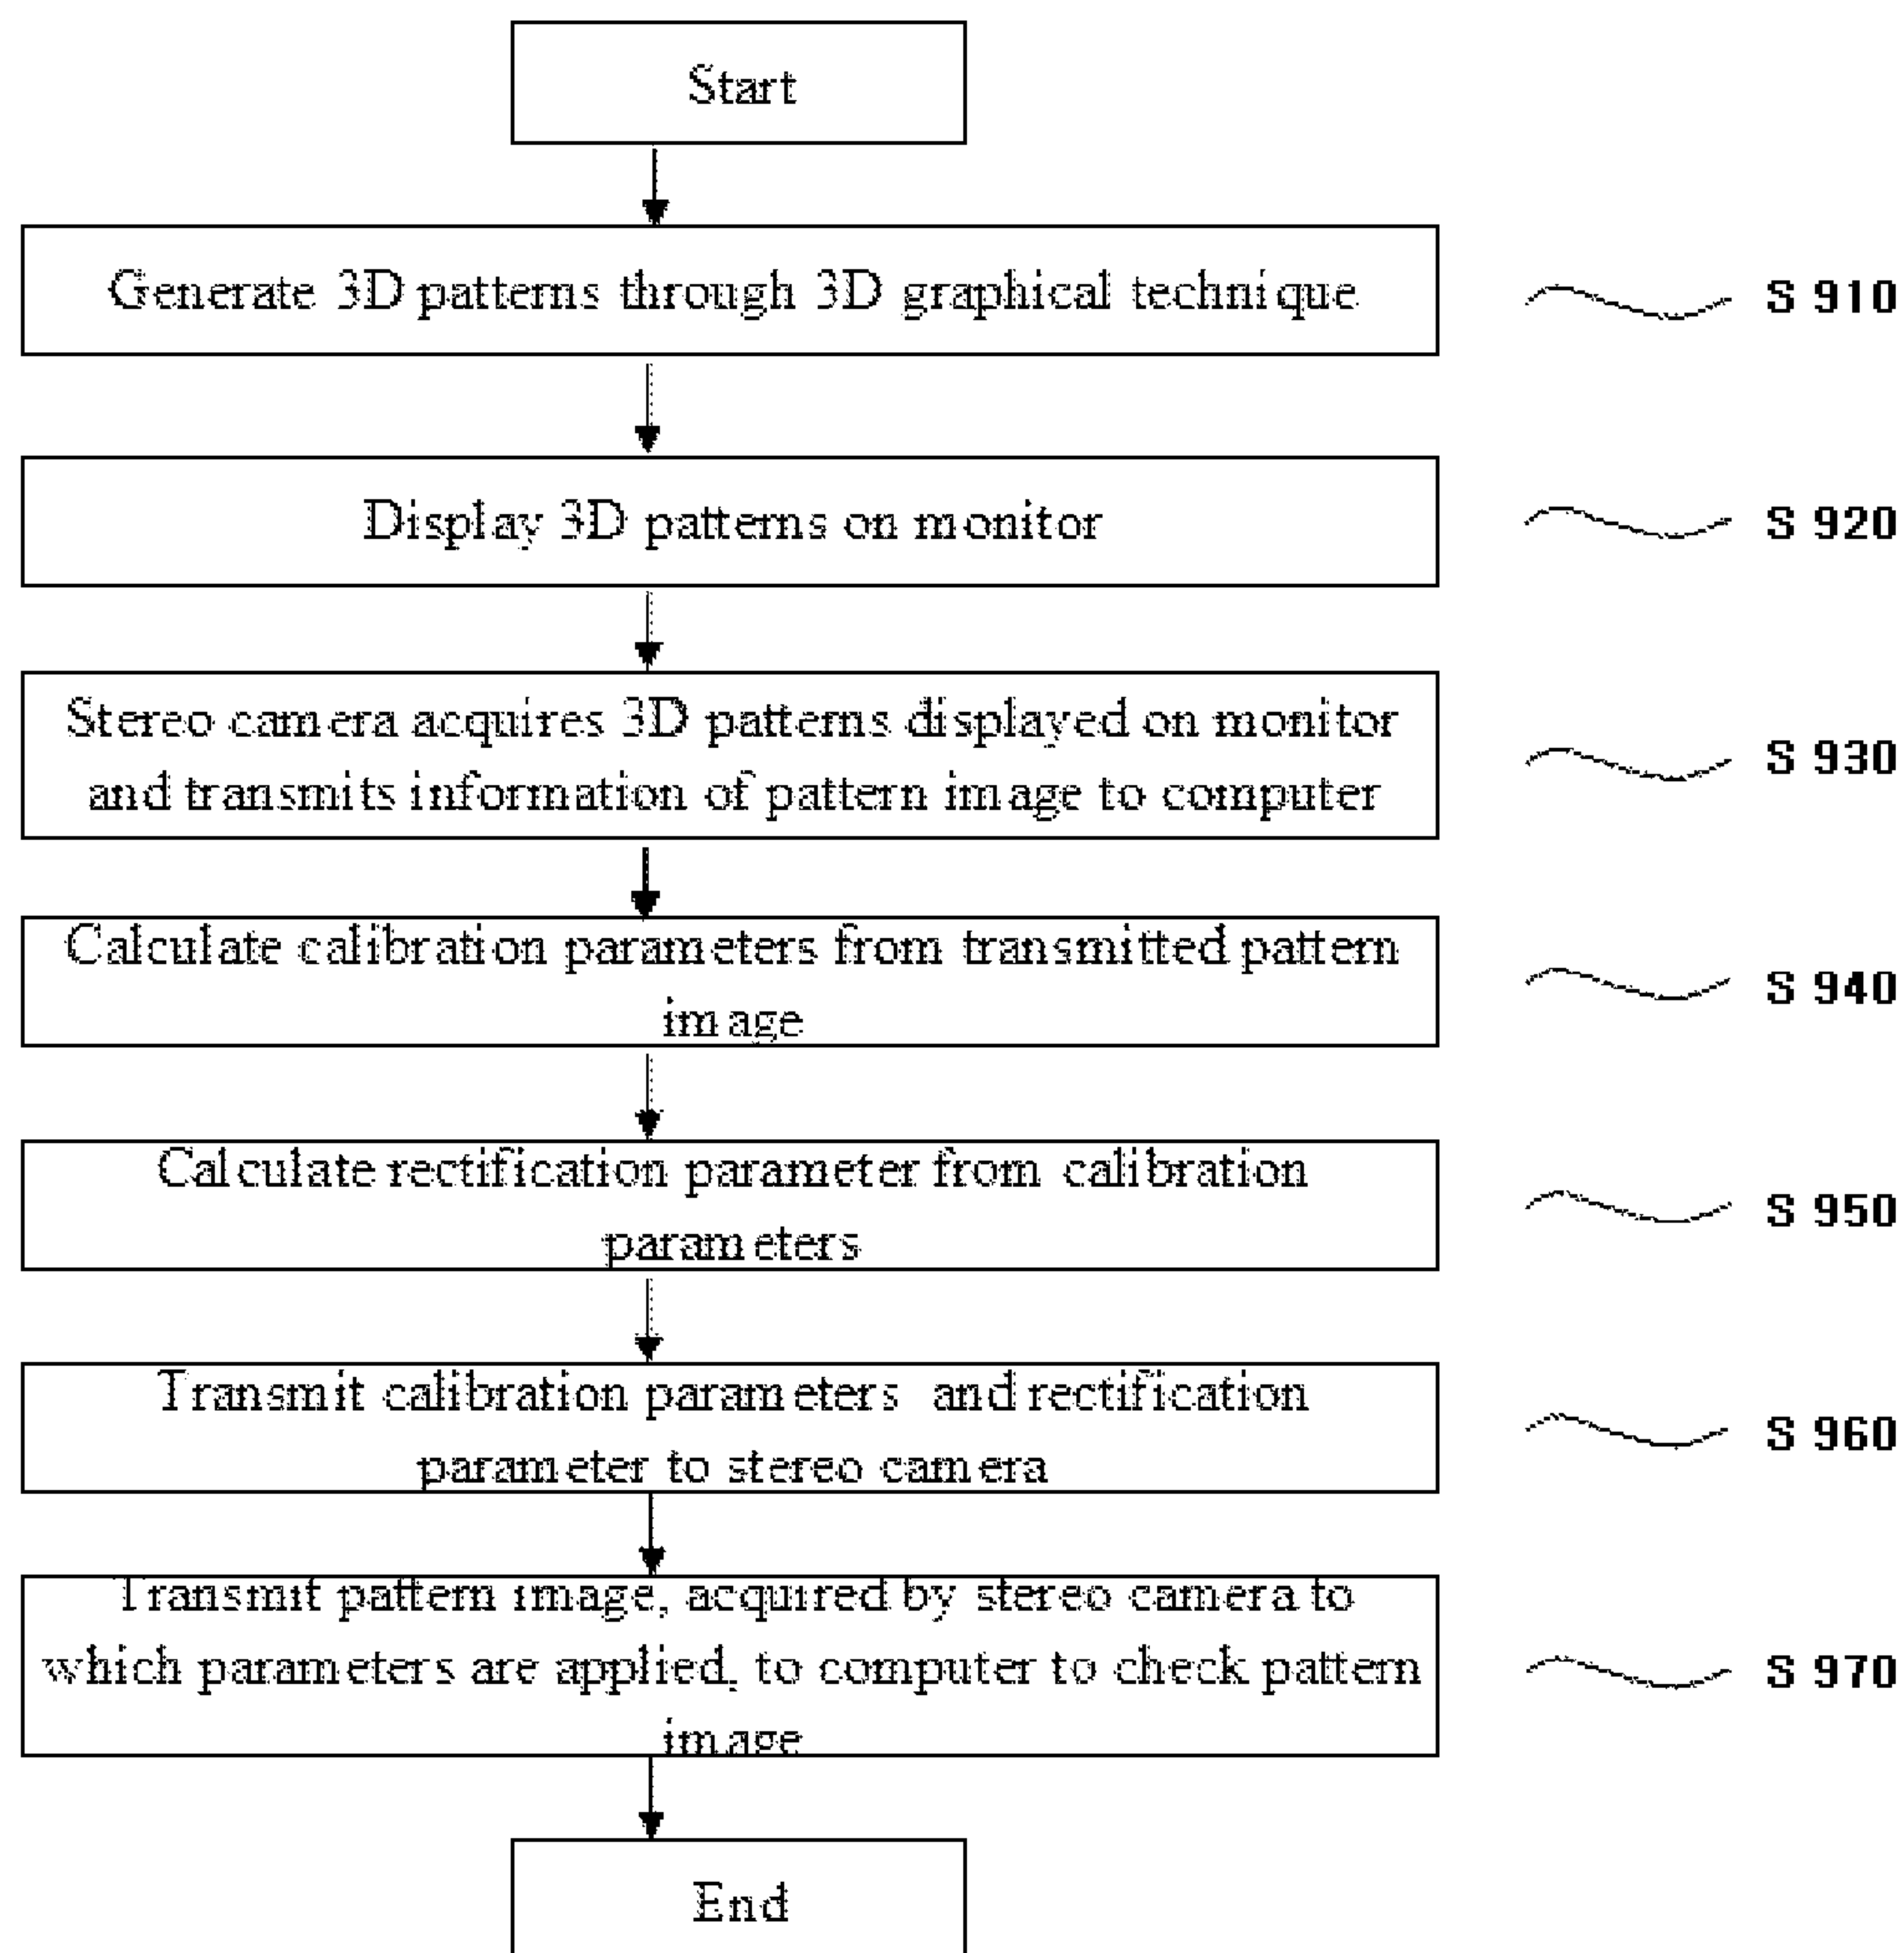 Start
Generate 3D patterns through 3D graphical technique
S 910
Display 3D patterns on monitor
S 920
Stereo camera acquires 3D patterns displayed on monitor
and transmits information of pattern image to computer
S 930
Calculate calibration parameters from transmitted pattern
image
S 940
Calculate rectification parameter from calibration
parameters
S 950
Transmit calibration parameters and rectification
parameter to stereo camera
S 960
Transmit pattern image, acquired by stereo camera to
which parameters are applied, to computer to check pattern
image
S 970
End